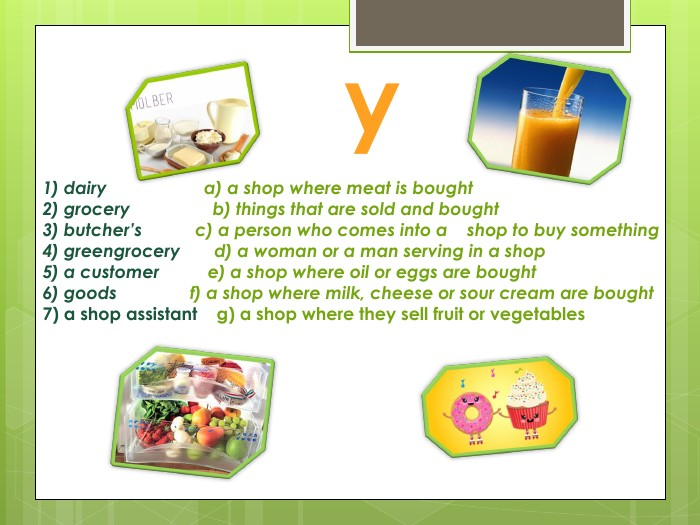 MOLBER
y
1) dairy a) a shop where meat is bought
2) grocery b) things that are sold and bought
3) butcher's c) a person who comes into a shop to buy something
4) greengrocery d) a woman or a man serving in a shop
5) a customer e) a shop where oil or eggs are bought
6) goods f) a shop where milk, cheese or sour cream are bought
7) a shop assistant g) a shop where they sell fruit or vegetables